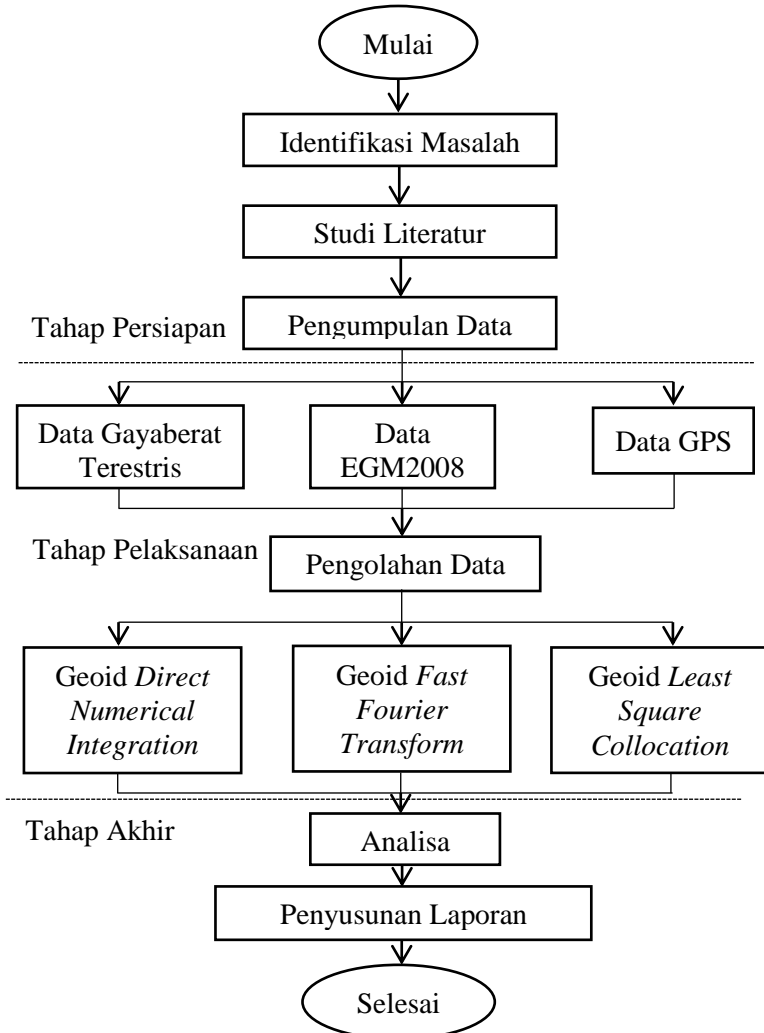 Mulai
Identifikasi Masalah
Studi Literatur
Tahap Persiapan
Pengumpulan Data
Data Gayaberat
Terestris
Data
EGM2008
Data GPS
Tahap Pelaksanaan
Pengolahan Data
Geoid Direct
Numerical
Integration
Geoid Fast
Fourier
Transform
Geoid Least
Square
Collocation
Tahap Akhir
Analisa
Penyusunan Laporan
Selesai